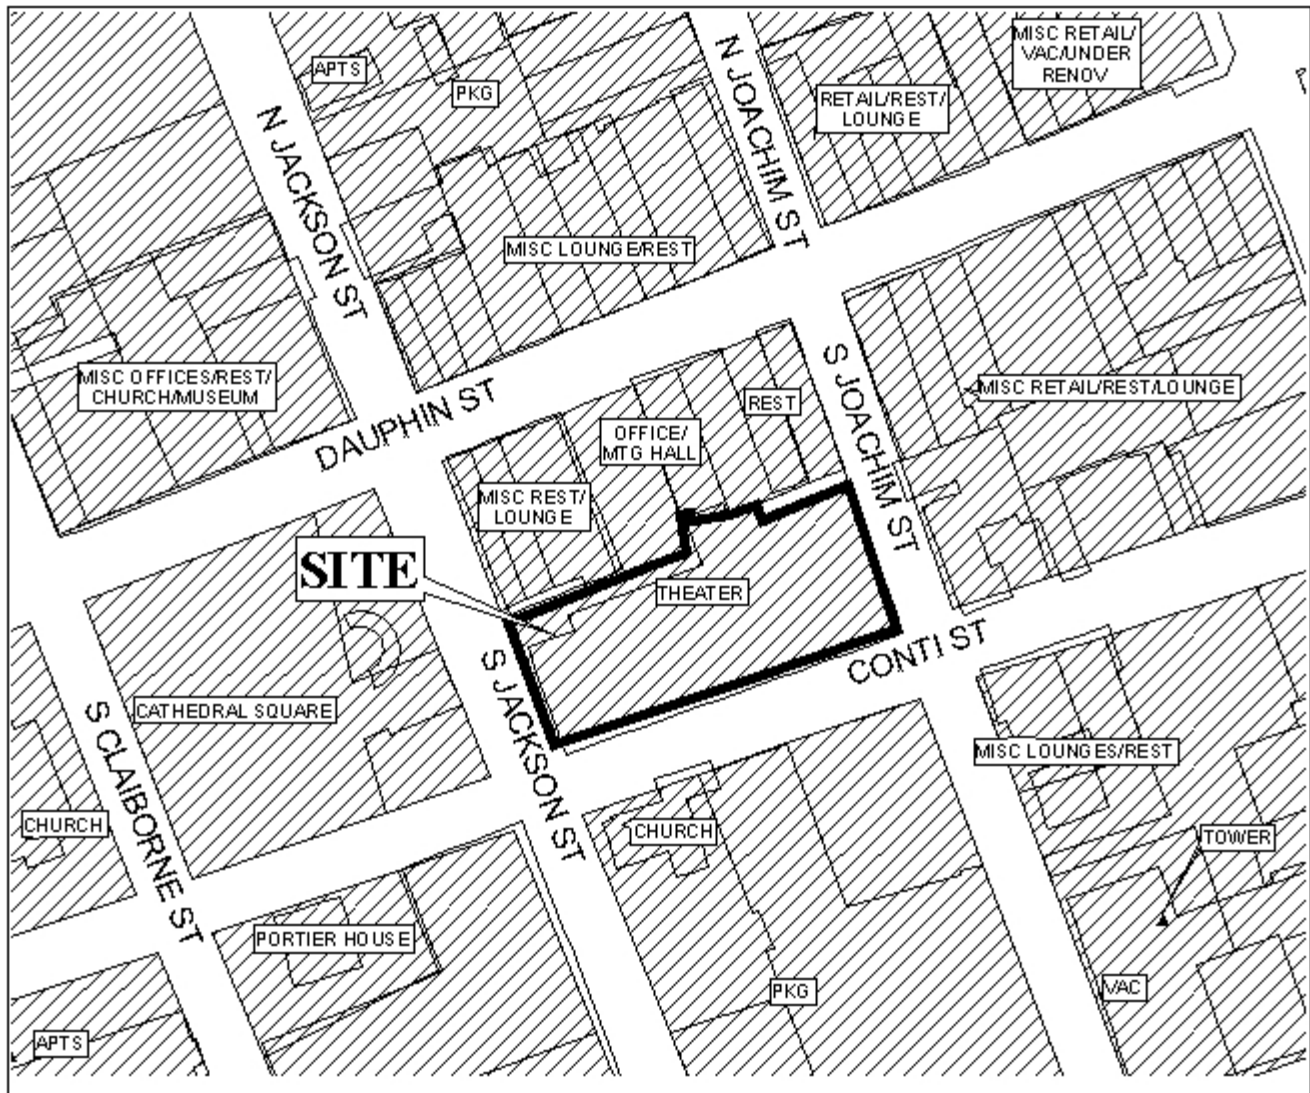 MISC RETAIL/
VAC/UNDER
RENOV
APTS
PKG
N JOACHIM ST
RETAIL/REST/
LOUNGE
N JACKSON ST
MISC LOUNGE/REST
MISC OFFICES/REST/
CHURCH/MUSEUM
DAUPHIN ST
S JOACHIM ST
MISC RETAIL/REST/LOUNGE
REST
OFFICE/
MTG HALL
MISC REST/
LOUNGE
SITE
THEATER
CONTI ST
S JACKSON ST
CATHEDRAL SQUARE
S CLAIBORNE ST
MISC LOUNGES/REST
CHURCH
CHURCH
TOWER
PORTIER HOUSE
PKG
VAC
APTS